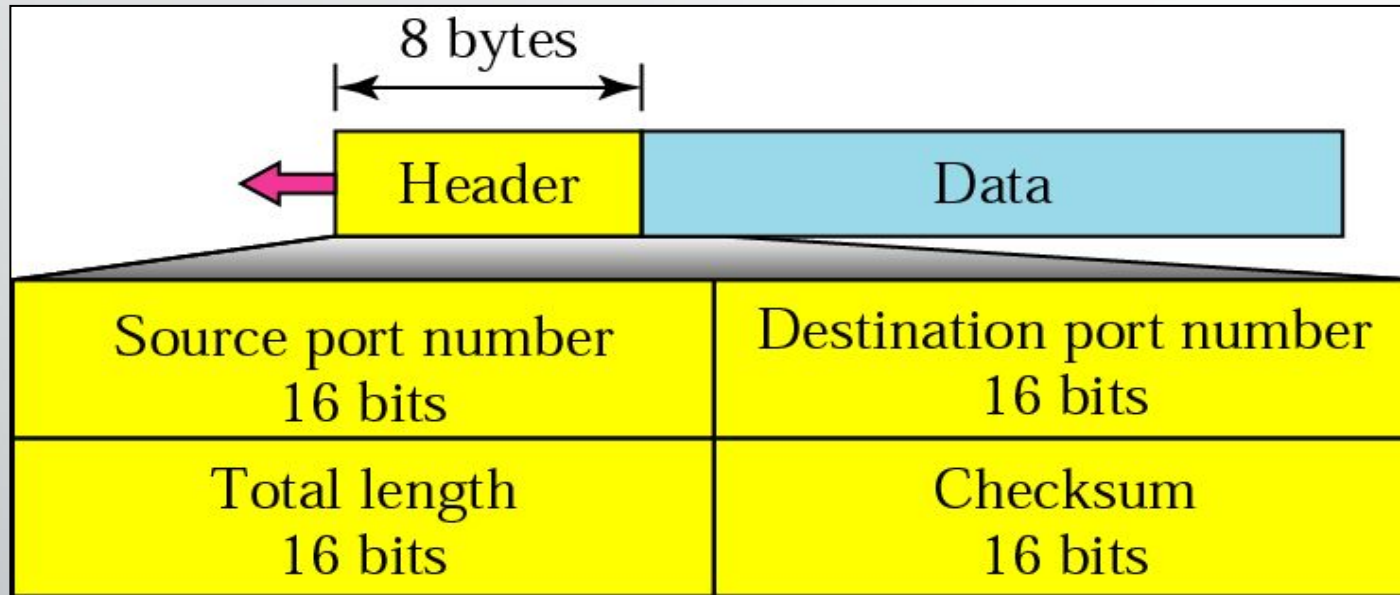 8 bytes
Header
Data
Source port number
16 bits
Destination port number
16 bits
Total length
16 bits
Checksum
16 bits